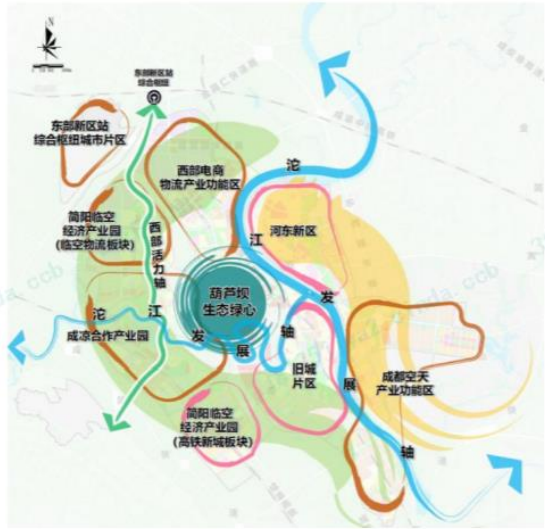 N
东部新区站
综合枢纽
东部新区站
综合枢纽城市片区
西部电商
物流产业功能区
沱
简阳临空
经济产业园
(临空物流板块)
西部活力轴
江
河东新区
葫芦坝
生态绿心
发
沱
江
成凉合作产业园
发
展
轴
旧城
片区
展
成都空天
产业功能区
简阳临空
经济产业园
(高铁新城板块)
轴